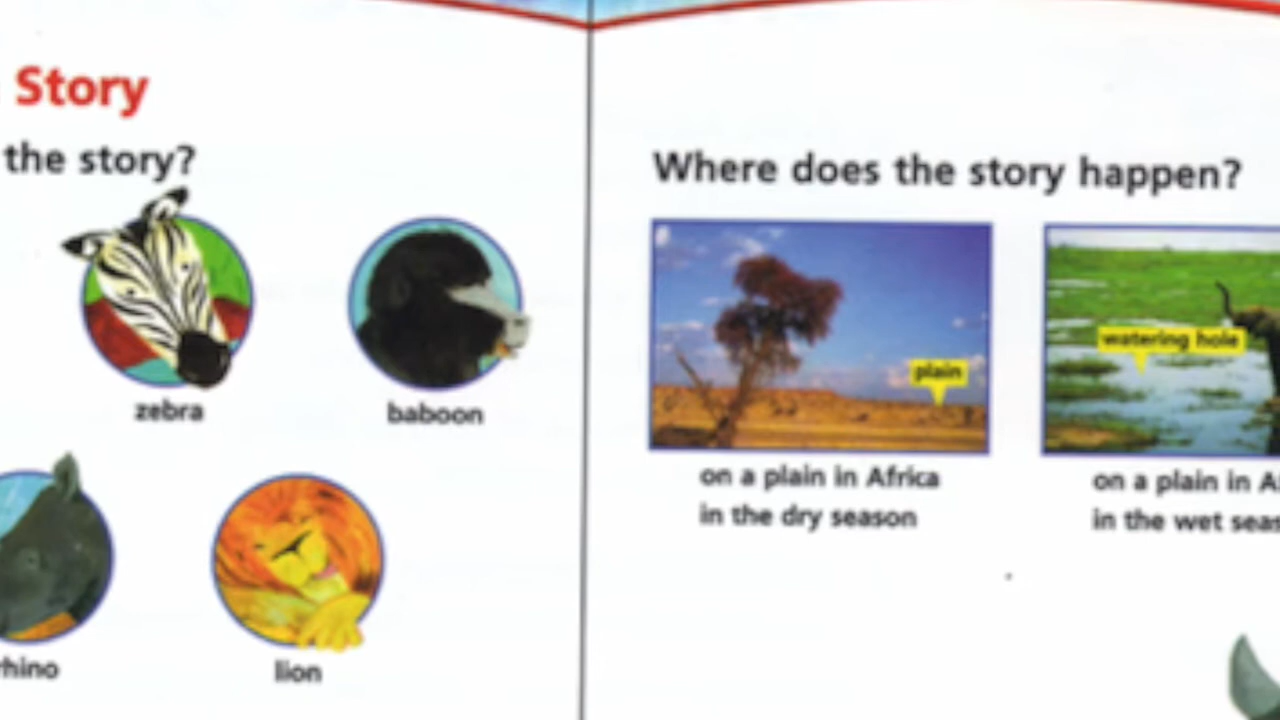 Story
the story?
zebra
baboon
rhino
lion
Where does the story happen?
plain
watering hole
on a plain in Africa
in the dry season
on a plain in A
in the wet seas